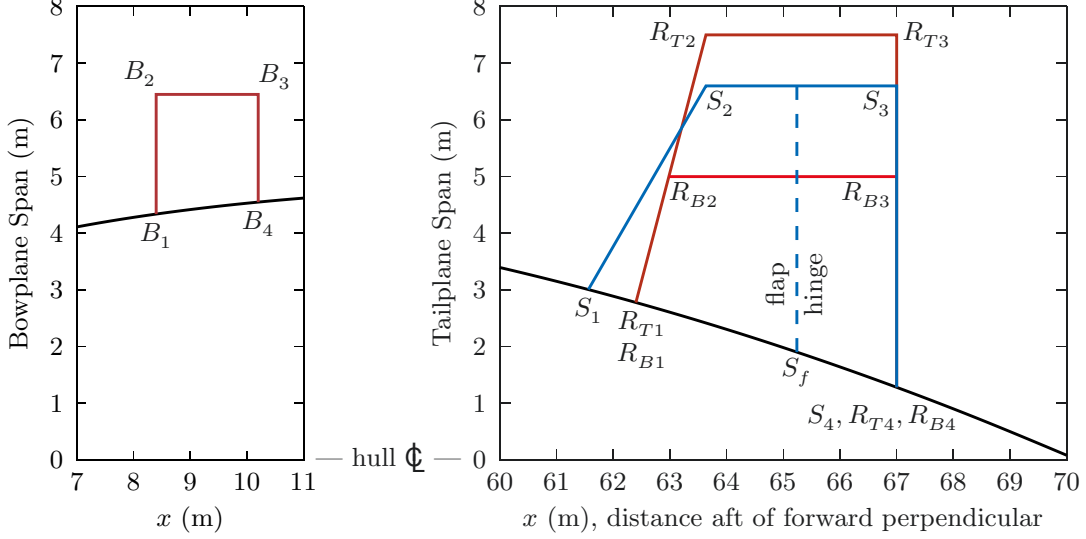 8
7
6
5
4
3
2
1
0
Bowplane Span (m)
B2
B3
B1
B4
7 8 9 10 11
x (m)
— hull ℄ —
8
7
6
5
4
3
2
1
0
Tailplane Span (m)
RT2
RT3
S2
S3
RB2
RB3
flap
hinge
S1
RT1
RB1
Sf
S4, RT4, RB4
60 61 62 63 64 65 66 67 68 69 70
x (m), distance aft of forward perpendicular